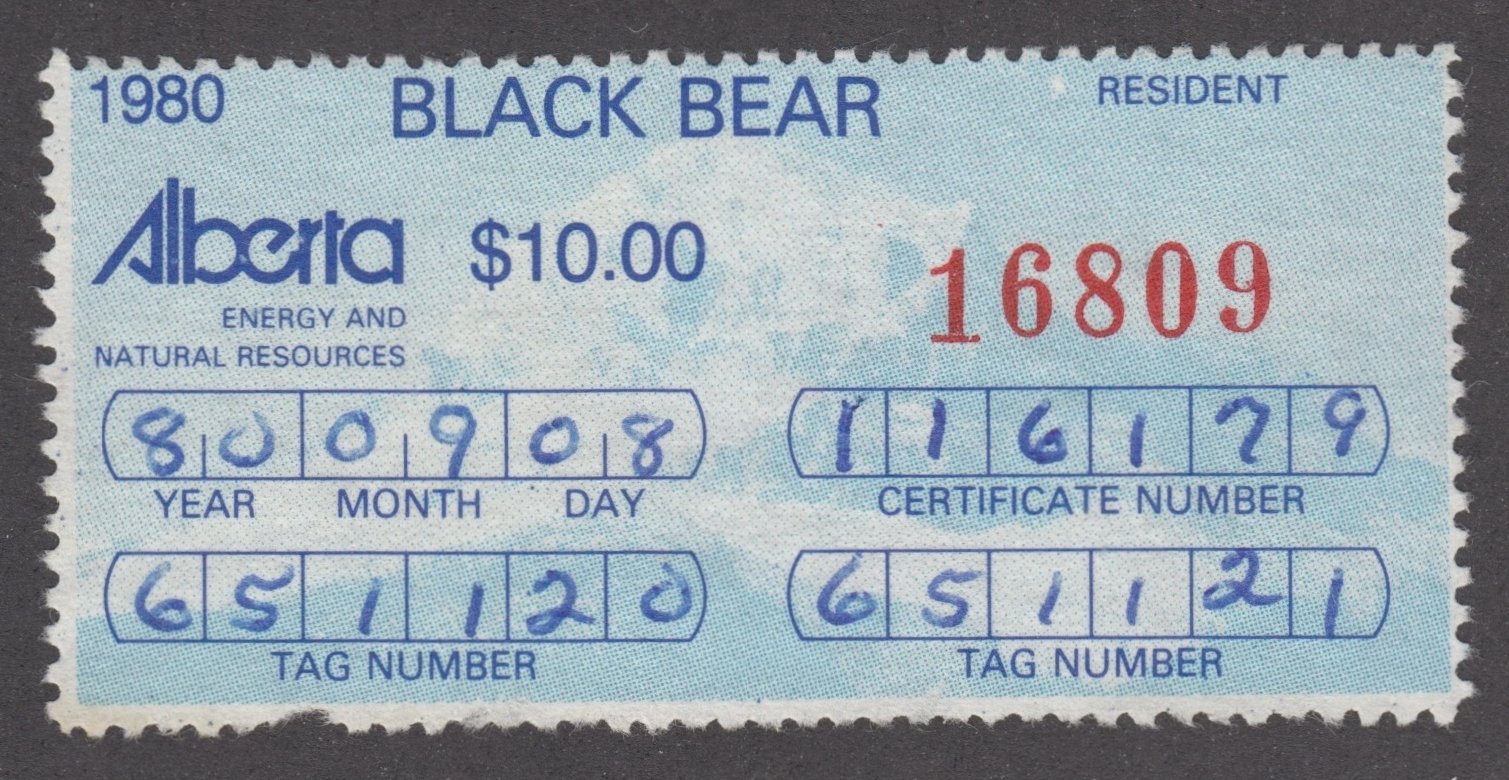 1980 BLACK BEAR RESIDENT
Alberta $10.00 16809
ENERGY AND
NATURAL RESOURCES
800908 116179
YEAR MONTH DAY CERTIFICATE NUMBER
651120 651121
TAG NUMBER TAG NUMBER